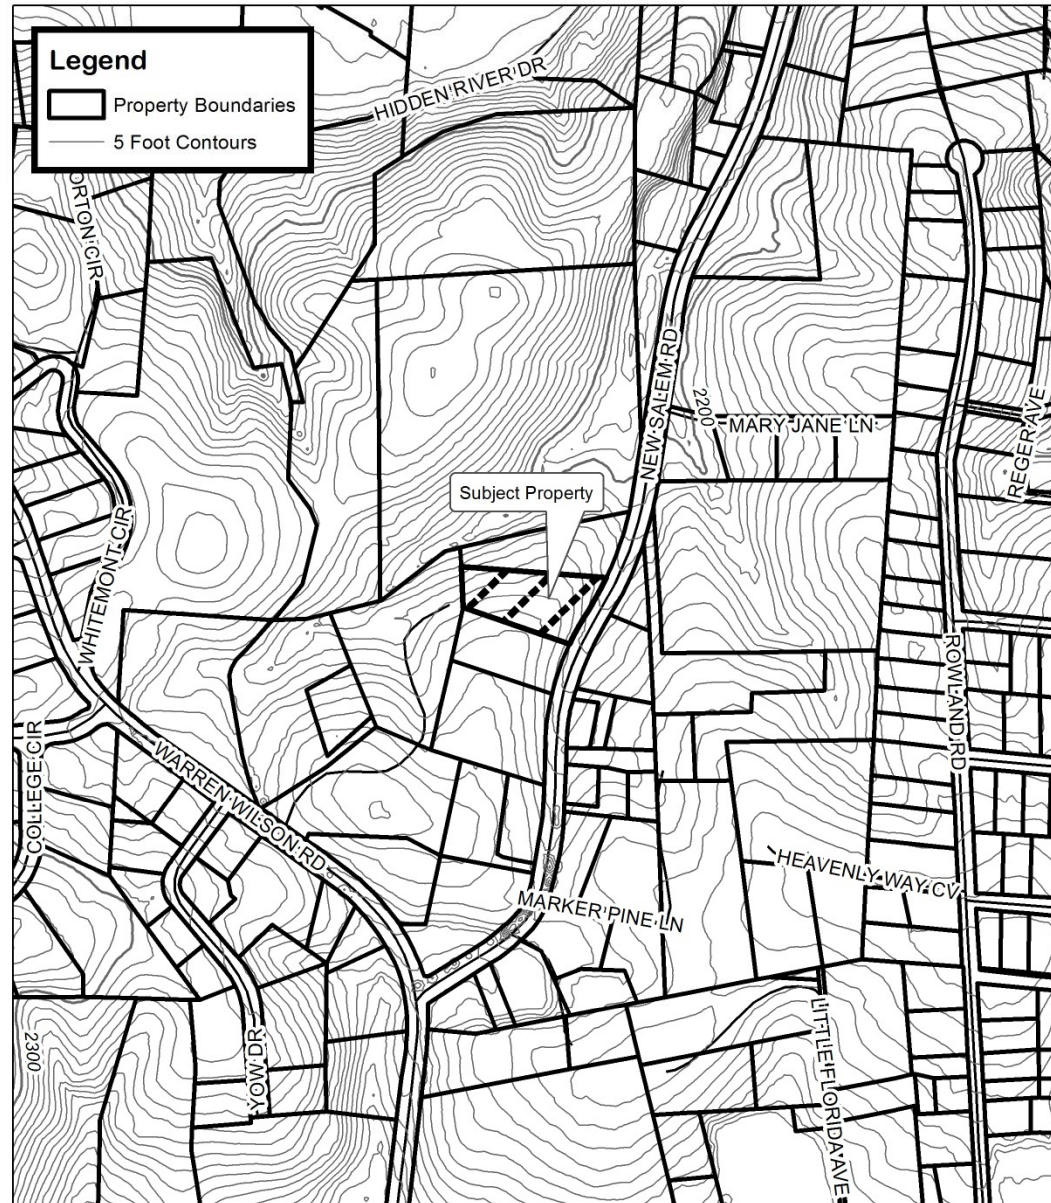 Legend
Property Boundaries
5 Foot Contours
HIDDEN RIVER DR
ORTON CIR
NEW SALEM RD
2200
MARY JANE LN
REGER AVE
Subject Property
WHITEMONT CIR
ROWLAND RD
COLLEGE CIR
WARREN WILSON RD
HEAVENLY WAY CV
MARKER PINE LN
2300
YOW DR
LITTLE FLORIDA AVE